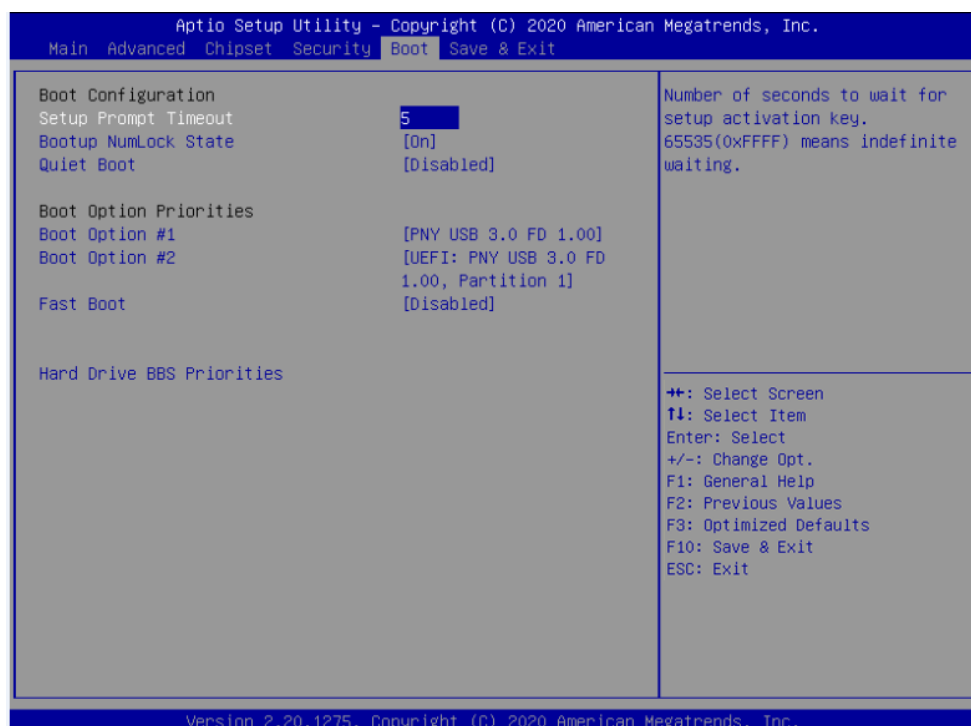 Aptio Setup Utility – Copyright (C) 2020 American Megatrends, Inc.
Main Advanced Chipset Security Boot Save & Exit
Boot Configuration
Setup Prompt Timeout 5
Bootup NumLock State [On]
Quiet Boot [Disabled]
Boot Option Priorities
Boot Option #1 [PNY USB 3.0 FD 1.00]
Boot Option #2 [UEFI: PNY USB 3.0 FD
1.00, Partition 1]
Fast Boot [Disabled]
Hard Drive BBS Priorities
Number of seconds to wait for
setup activation key.
65535(0xFFFF) means indefinite
waiting.
→←: Select Screen
↑↓: Select Item
Enter: Select
+/-: Change Opt.
F1: General Help
F2: Previous Values
F3: Optimized Defaults
F10: Save & Exit
ESC: Exit
Version 2.20.1275. Copyright (C) 2020 American Megatrends, Inc.